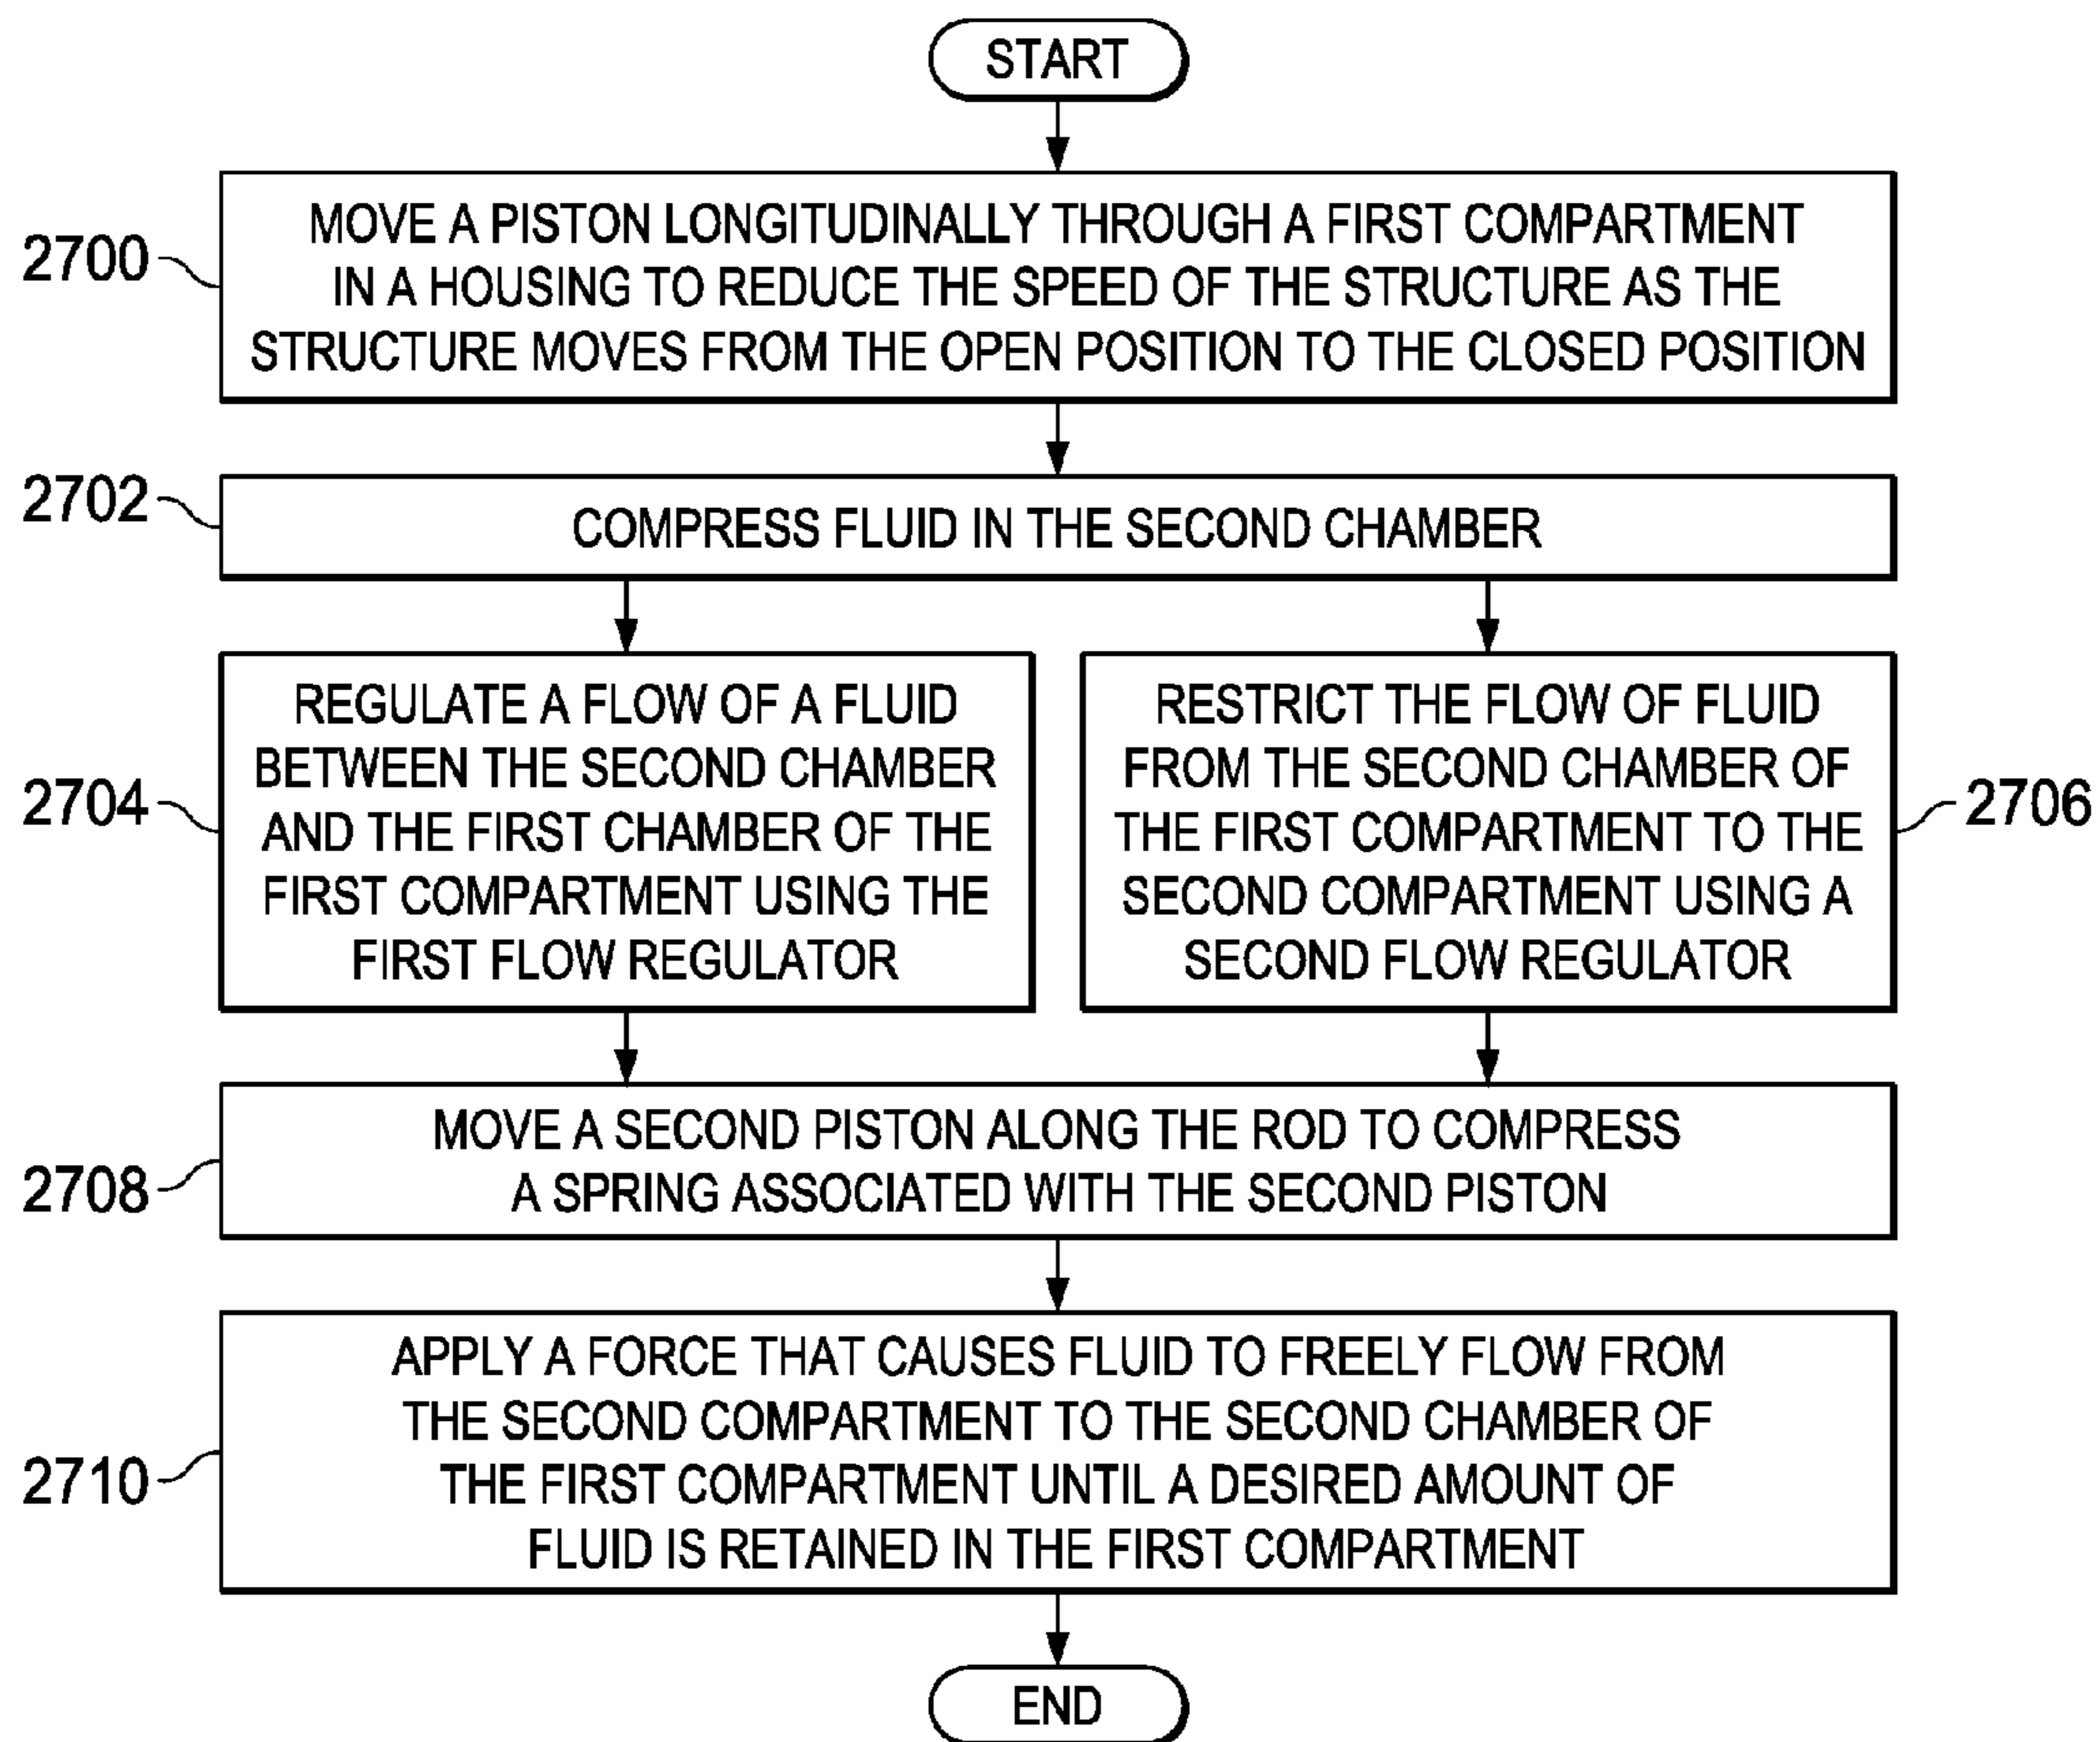 START
2700
MOVE A PISTON LONGITUDINALLY THROUGH A FIRST COMPARTMENT
IN A HOUSING TO REDUCE THE SPEED OF THE STRUCTURE AS THE
STRUCTURE MOVES FROM THE OPEN POSITION TO THE CLOSED POSITION
2702
COMPRESS FLUID IN THE SECOND CHAMBER
2704
REGULATE A FLOW OF A FLUID
BETWEEN THE SECOND CHAMBER
AND THE FIRST CHAMBER OF THE
FIRST COMPARTMENT USING THE
FIRST FLOW REGULATOR
RESTRICT THE FLOW OF FLUID
FROM THE SECOND CHAMBER OF
THE FIRST COMPARTMENT TO THE
SECOND COMPARTMENT USING A
SECOND FLOW REGULATOR
2706
2708
MOVE A SECOND PISTON ALONG THE ROD TO COMPRESS
A SPRING ASSOCIATED WITH THE SECOND PISTON
2710
APPLY A FORCE THAT CAUSES FLUID TO FREELY FLOW FROM
THE SECOND COMPARTMENT TO THE SECOND CHAMBER OF
THE FIRST COMPARTMENT UNTIL A DESIRED AMOUNT OF
FLUID IS RETAINED IN THE FIRST COMPARTMENT
END